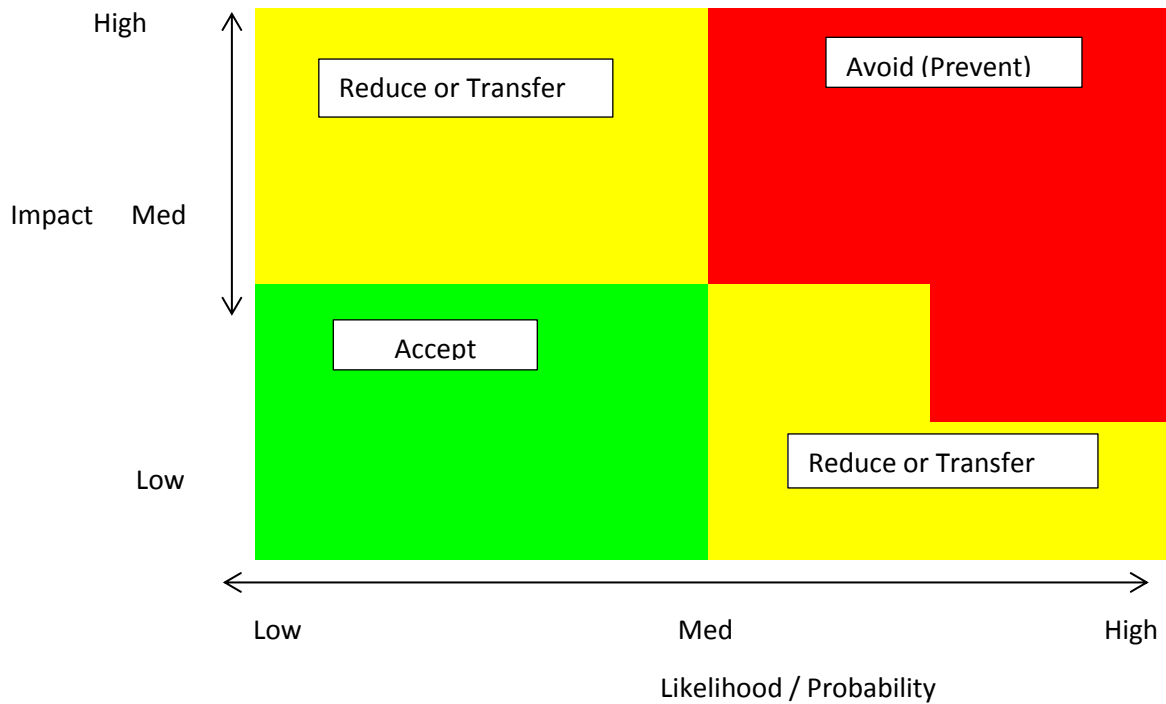 High
Reduce or Transfer
Avoid (Prevent)
Impact Med
Accept
Reduce or Transfer
Low
Low Med High
Likelihood / Probability